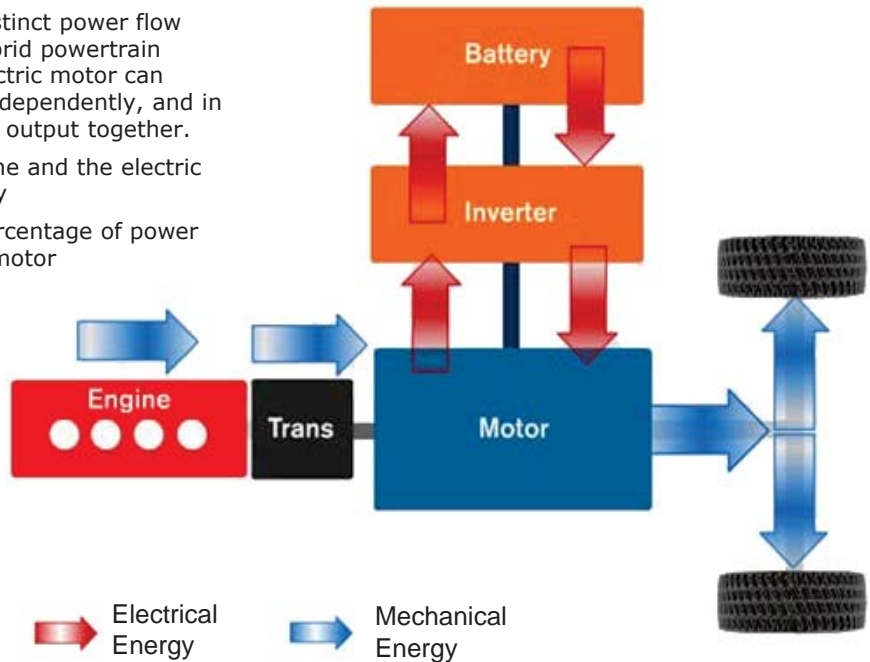 stinct power flow
brid powertrain
ctric motor can
dependently, and in
output together.
ne and the electric
y
rcentage of power
motor
Battery
Inverter
Engine
Trans
Motor
Electrical
Energy
Mechanical
Energy